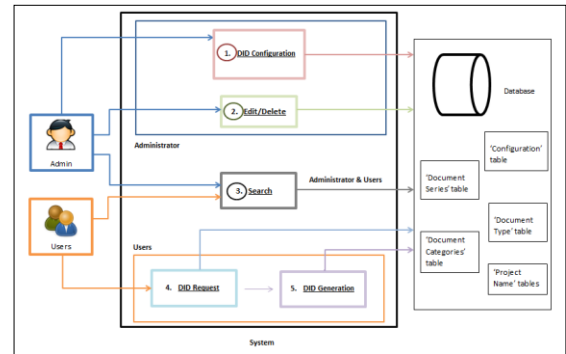 1. DID Configuration
2. Edit/Delete
Administrator
Admin
3. Search
Administrator & Users
Users
Users
4. DID Request
5. DID Generation
System
Database
'Configuration'
table
'Document
Series' table
'Document
Type' table
'Document
Categories'
table
'Project
Name' tables